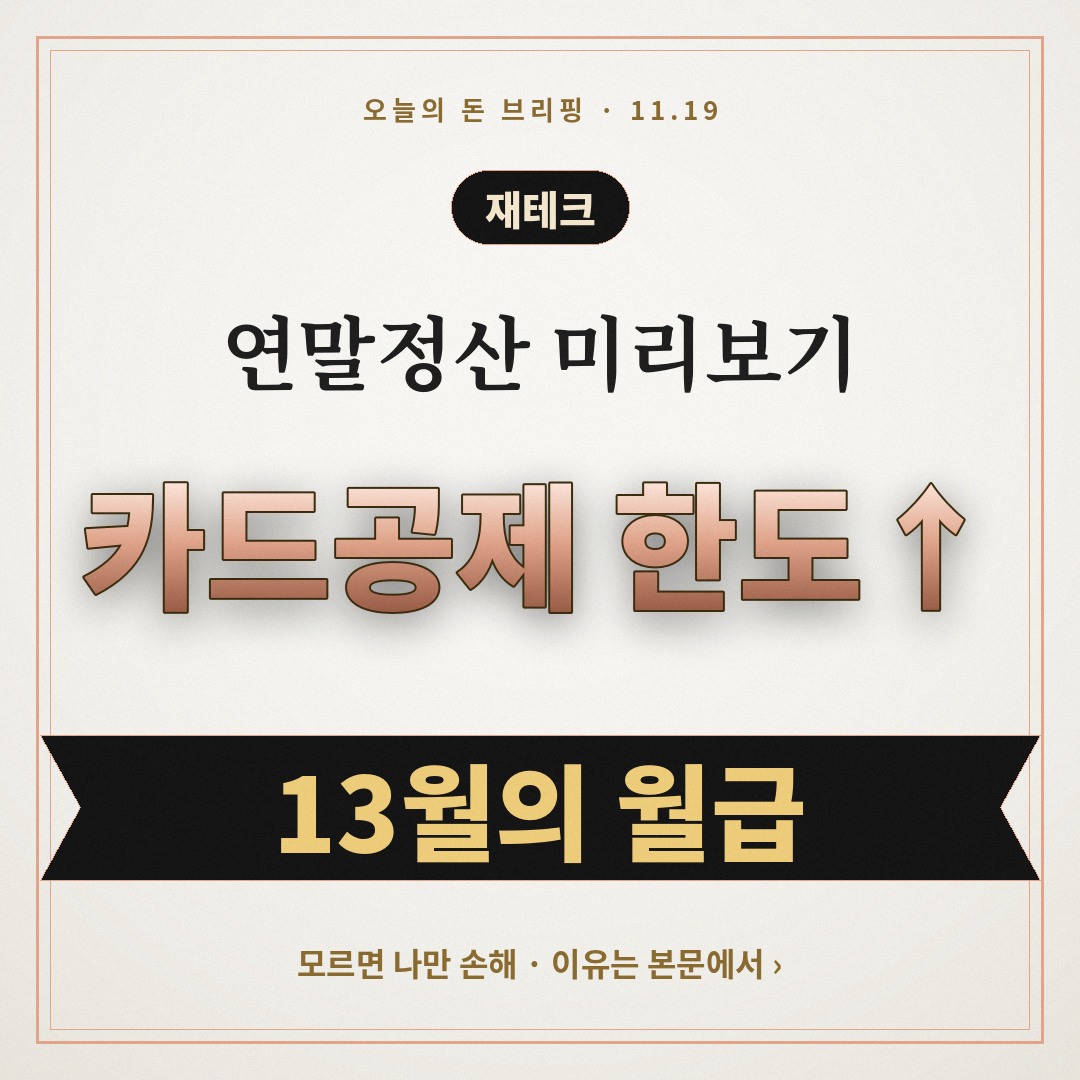 오늘의 돈 브리핑 · 11.19
재테크
연말정산 미리보기
카드공제 한도 ↑
13월의 월급
모르면 나만 손해 · 이유는 본문에서 ›